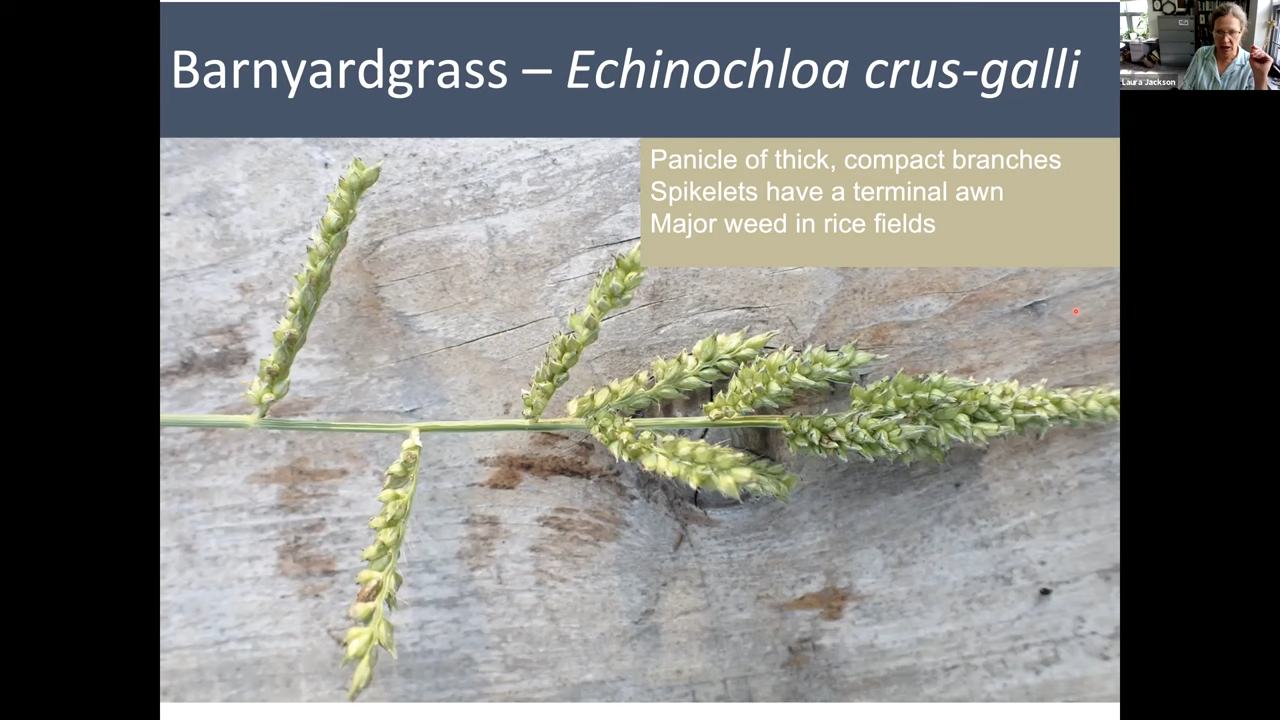 Barnyardgrass – Echinochloa crus-galli
Panicle of thick, compact branches
Spikelets have a terminal awn
Major weed in rice fields
Laura Jackson